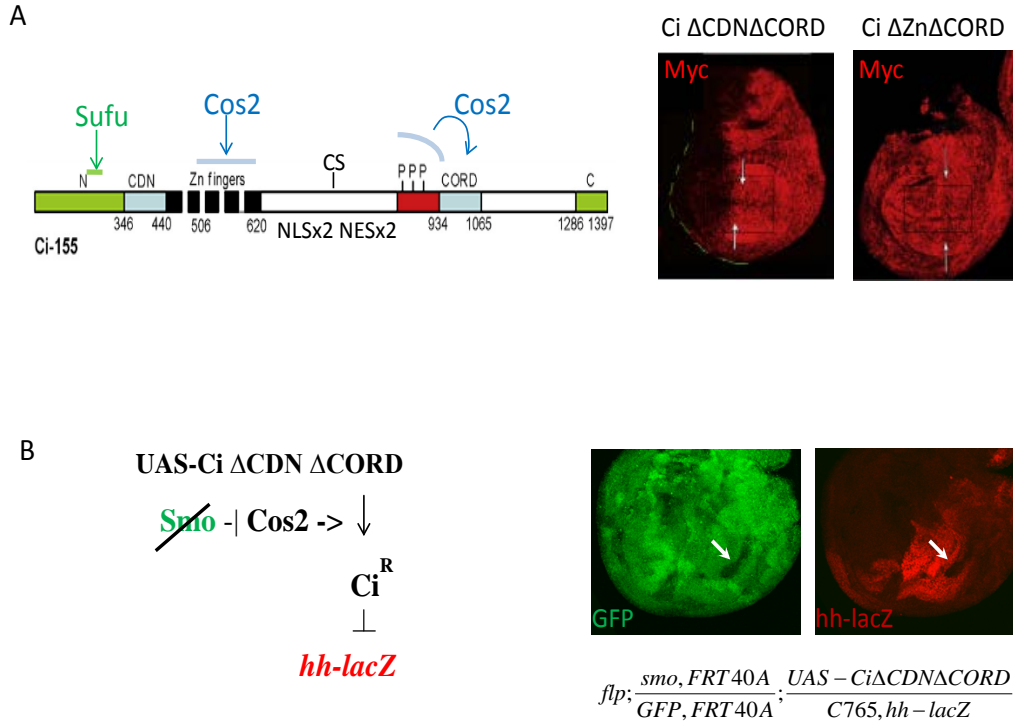 A
Ci ΔCDNΔCORD
Ci ΔZnΔCORD
Myc
Myc
Sufu
Cos2
Cos2
CS
N
CDN
Zn fingers
P P P
CORD
C
346 440 506 620 934 1065 1286 1397
NLSx2 NESx2
Ci-155
B
UAS-Ci ΔCDN ΔCORD
Smo -| Cos2 ->
Ci^R
hh-lacZ
GFP
hh-lacZ
flp; smo, FRT40A / GFP, FRT40A ; UAS – CiΔCDNΔCORD / C765, hh – lacZ